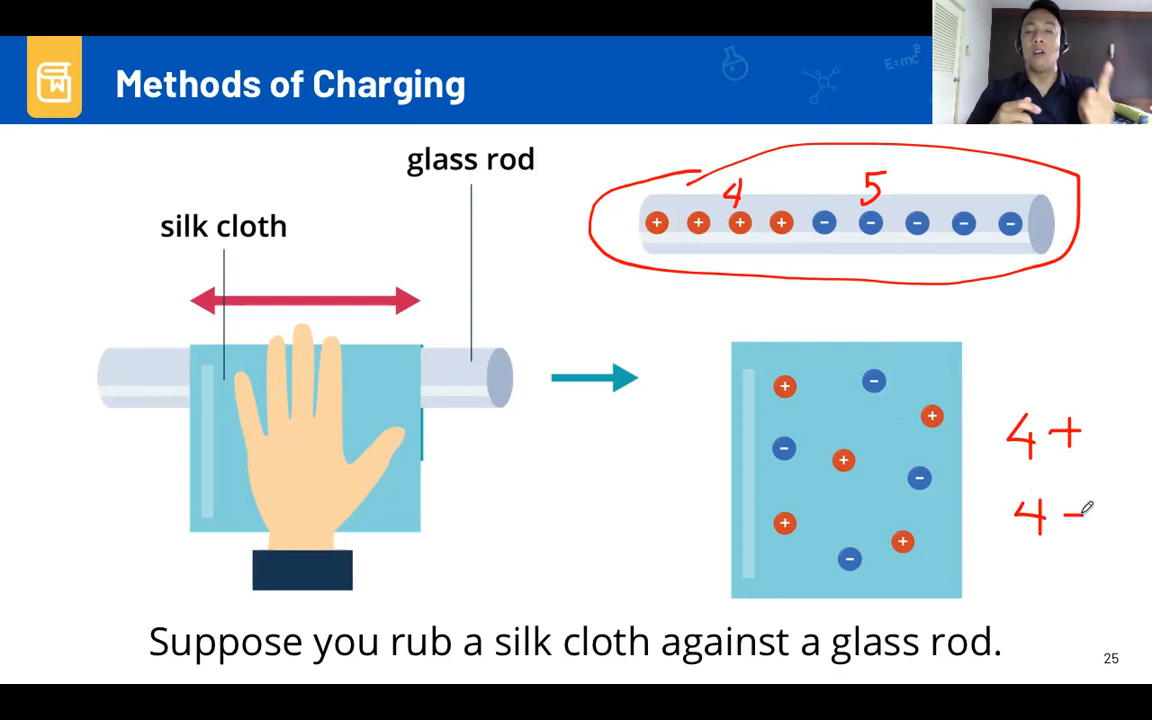 Methods of Charging
E=mc²
glass rod
silk cloth
4 5
+ + + + - - - - -
+ -
+
- +
-
+
+
-
4 +
4 -
Suppose you rub a silk cloth against a glass rod.
25